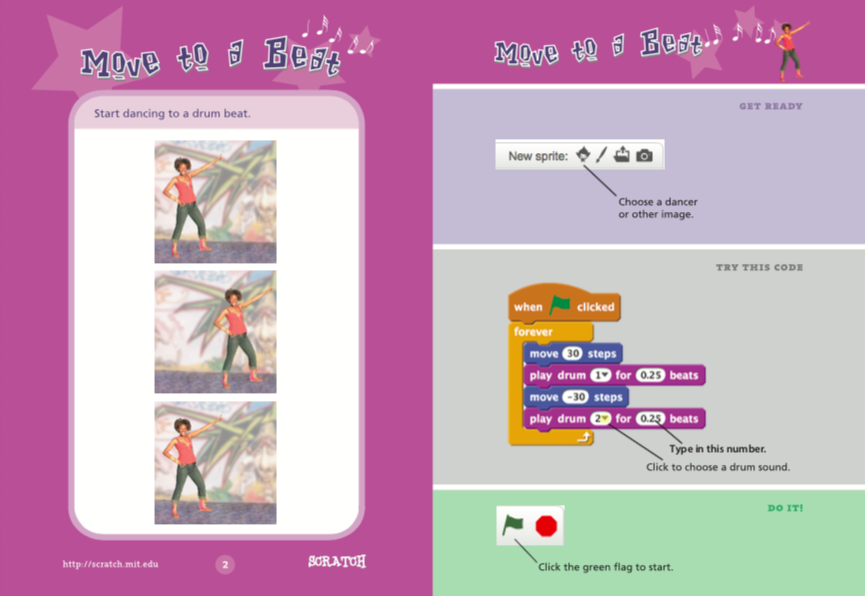 Move to a Beat
Start dancing to a drum beat.
http://scratch.mit.edu
2
SCRATCH
Move to a Beat
GET READY
New sprite:
Choose a dancer
or other image.
TRY THIS CODE
when clicked
forever
move 30 steps
play drum 1 for 0.25 beats
move -30 steps
play drum 2 for 0.25 beats
Type in this number.
Click to choose a drum sound.
DO IT!
Click the green flag to start.